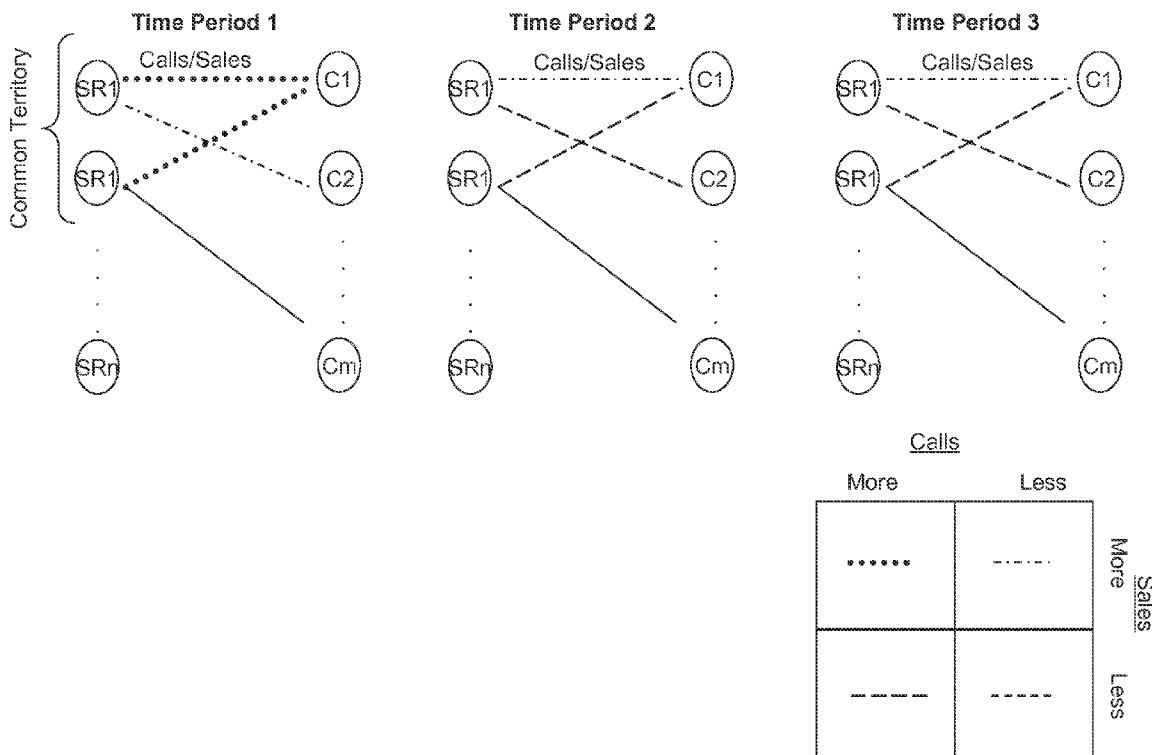 Time Period 1
Time Period 2
Time Period 3
Common Territory
Calls/Sales
Calls/Sales
Calls/Sales
SR1
C1
SR1
C1
SR1
C1
SR1
C2
SR1
C2
SR1
C2
SRn
Cm
SRn
Cm
SRn
Cm
Calls
More
Less
More
Sales
Less